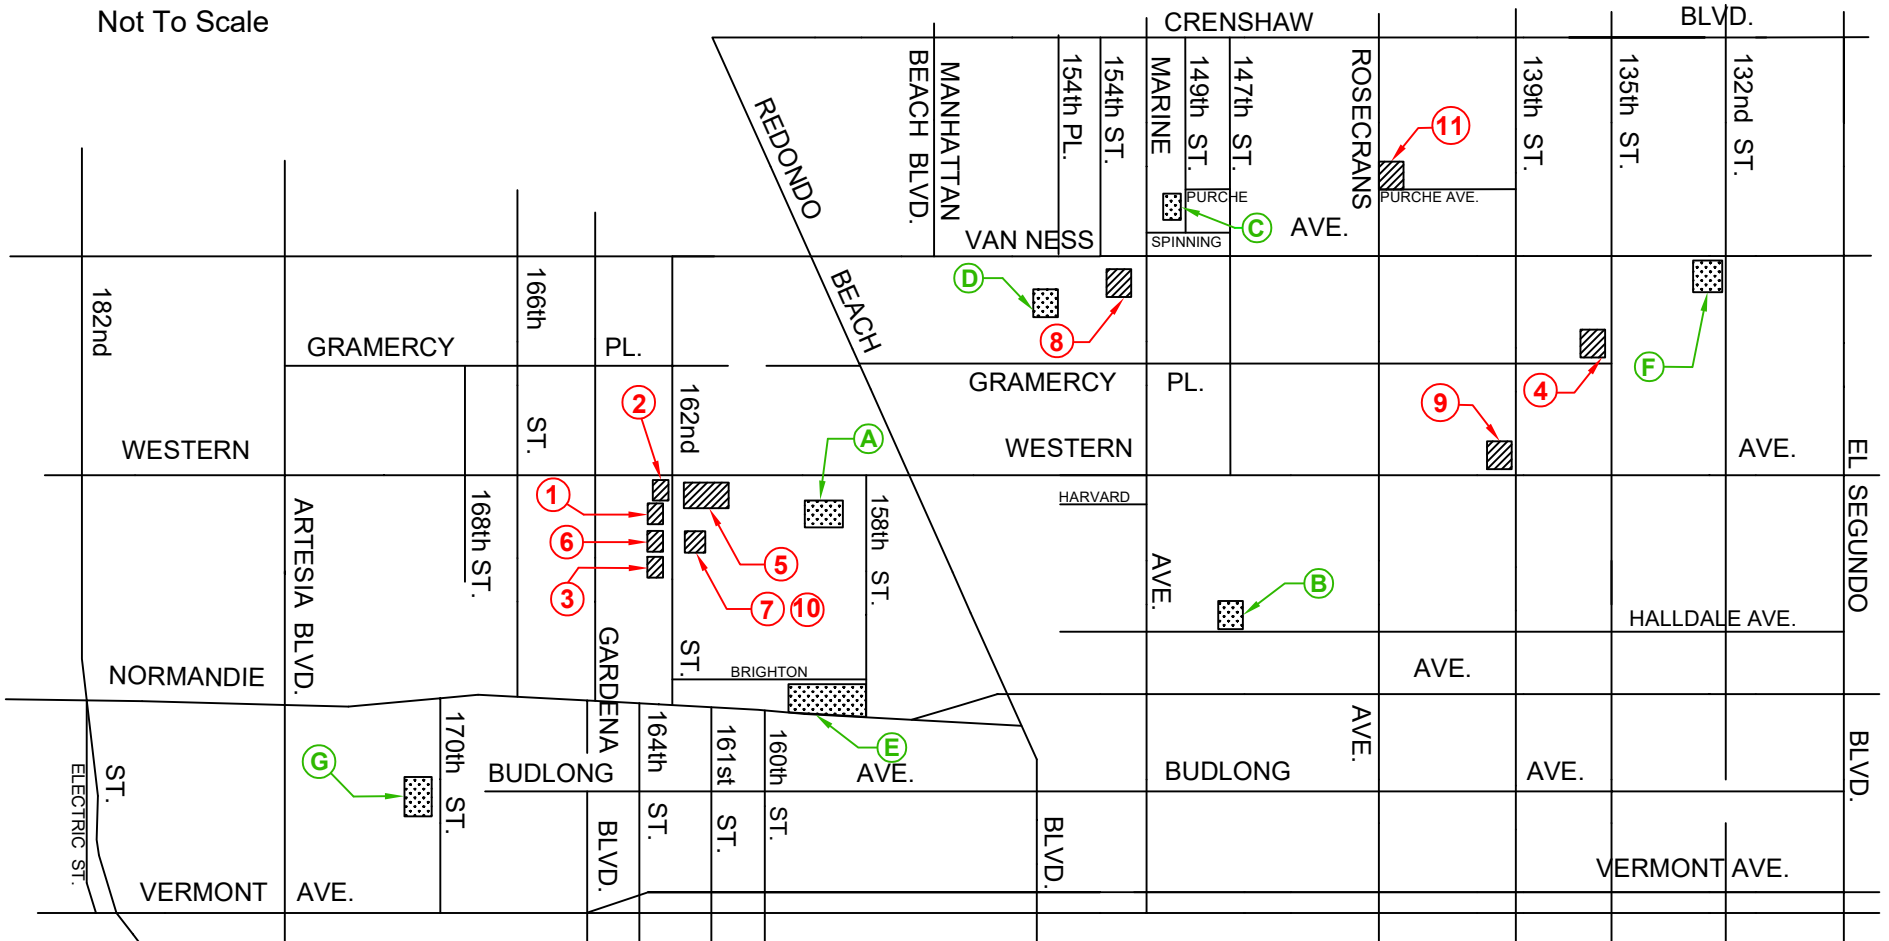 Not To Scale
CRENSHAW BLVD.
REDONDO BEACH BLVD.
MANHATTAN
BEACH BLVD.
154th PL.
154th ST.
MARINE AVE.
149th ST.
147th ST.
ROSECRANS AVE.
139th ST.
135th ST.
132nd ST.
11
PURCHE
PURCHE AVE.
C
SPINNING
VAN NESS AVE.
182nd ST.
166th ST.
D
8
F
GRAMERCY PL.
GRAMERCY PL.
4
9
2
162nd ST.
A
WESTERN
WESTERN AVE.
EL SEGUNDO BLVD.
1
6
3
5
7 10
168th ST.
158th ST.
HARVARD
ARTESIA BLVD.
B
HALLDALE AVE.
GARDENA BLVD.
BRIGHTON
NORMANDIE AVE.
170th ST.
164th ST.
161st ST.
160th ST.
E
G
BUDLONG AVE.
BUDLONG AVE.
ELECTRIC ST.
VERMONT AVE.
VERMONT AVE.